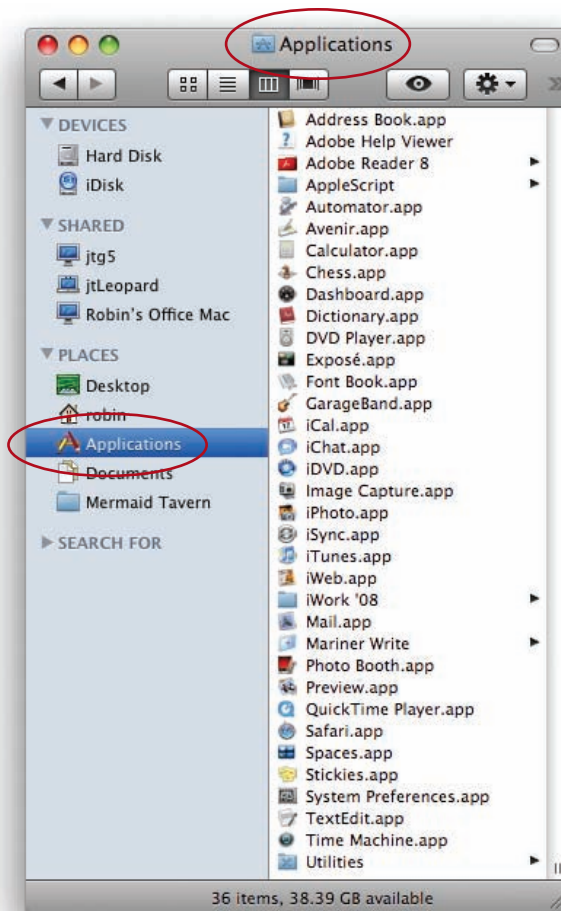 Applications
DEVICES
Hard Disk
iDisk
SHARED
jtg5
jtLeopard
Robin's Office Mac
PLACES
Desktop
robin
Applications
Documents
Mermaid Tavern
SEARCH FOR
Address Book.app
Adobe Help Viewer
Adobe Reader 8
AppleScript
Automator.app
Avenir.app
Calculator.app
Chess.app
Dashboard.app
Dictionary.app
DVD Player.app
Exposé.app
Font Book.app
GarageBand.app
iCal.app
iChat.app
iDVD.app
Image Capture.app
iPhoto.app
iSync.app
iTunes.app
iWeb.app
iWork '08
Mail.app
Mariner Write
Photo Booth.app
Preview.app
QuickTime Player.app
Safari.app
Spaces.app
Stickies.app
System Preferences.app
TextEdit.app
Time Machine.app
Utilities
36 items, 38.39 GB available